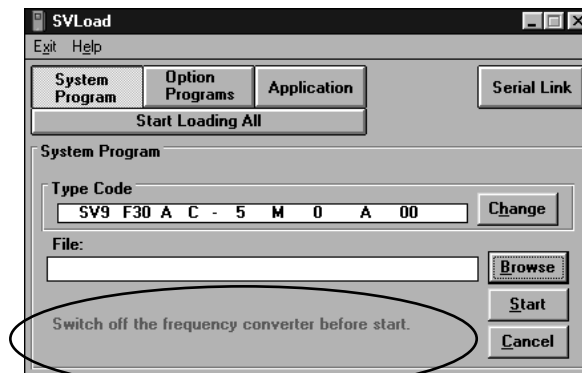 SVLoad
Exit Help
System Program
Option Programs
Application
Serial Link
Start Loading All
System Program
Type Code
SV9 F30 A C - 5 M 0 A 00
Change
File:
Browse
Switch off the frequency converter before start.
Start
Cancel